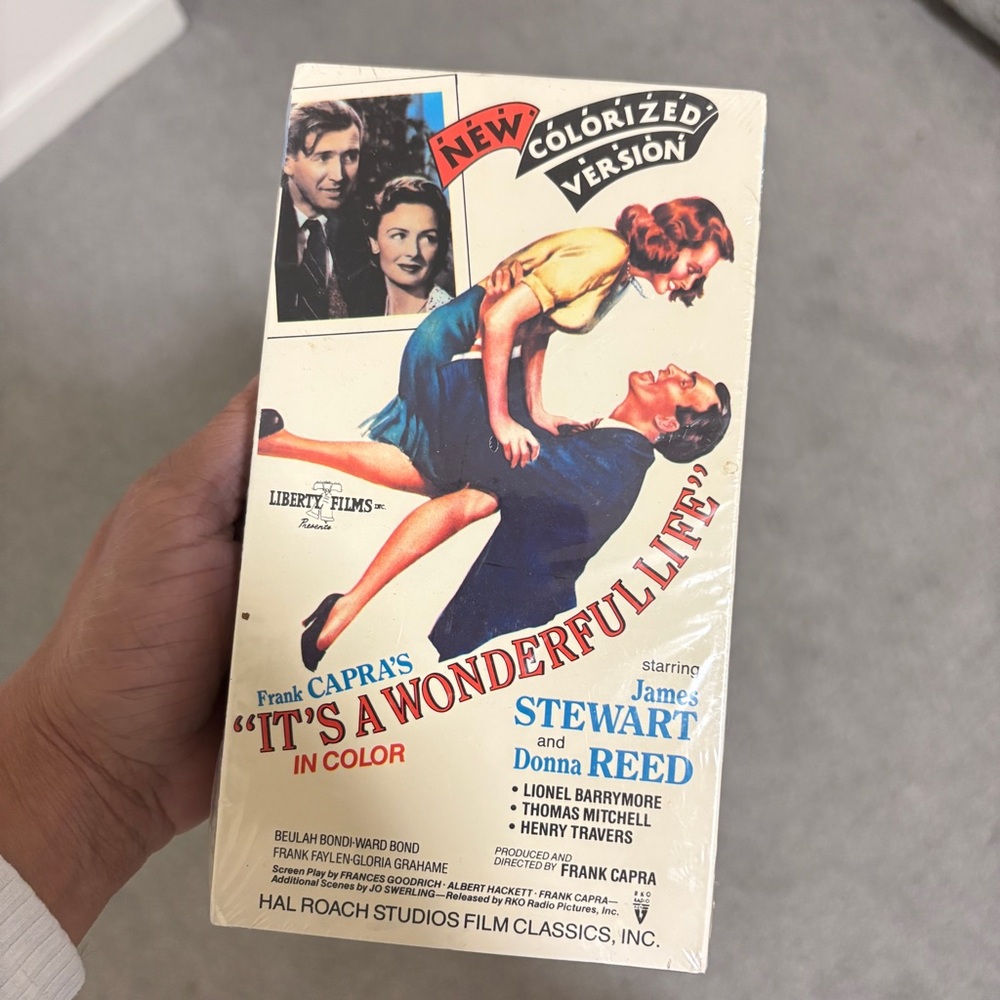 NEW COLORIZED
VERSION
LIBERTY FILMS INC.
Presents
Frank CAPRA'S
"IT'S A WONDERFUL LIFE"
IN COLOR
starring
James
STEWART
and
Donna REED
• LIONEL BARRYMORE
• THOMAS MITCHELL
• HENRY TRAVERS
BEULAH BONDI·WARD BOND
FRANK FAYLEN·GLORIA GRAHAME
PRODUCED AND
DIRECTED BY FRANK CAPRA
Screen Play by FRANCES GOODRICH · ALBERT HACKETT · FRANK CAPRA—
Additional Scenes by JO SWERLING—Released by RKO Radio Pictures, Inc.
RKO
RADIO
HAL ROACH STUDIOS FILM CLASSICS, INC.